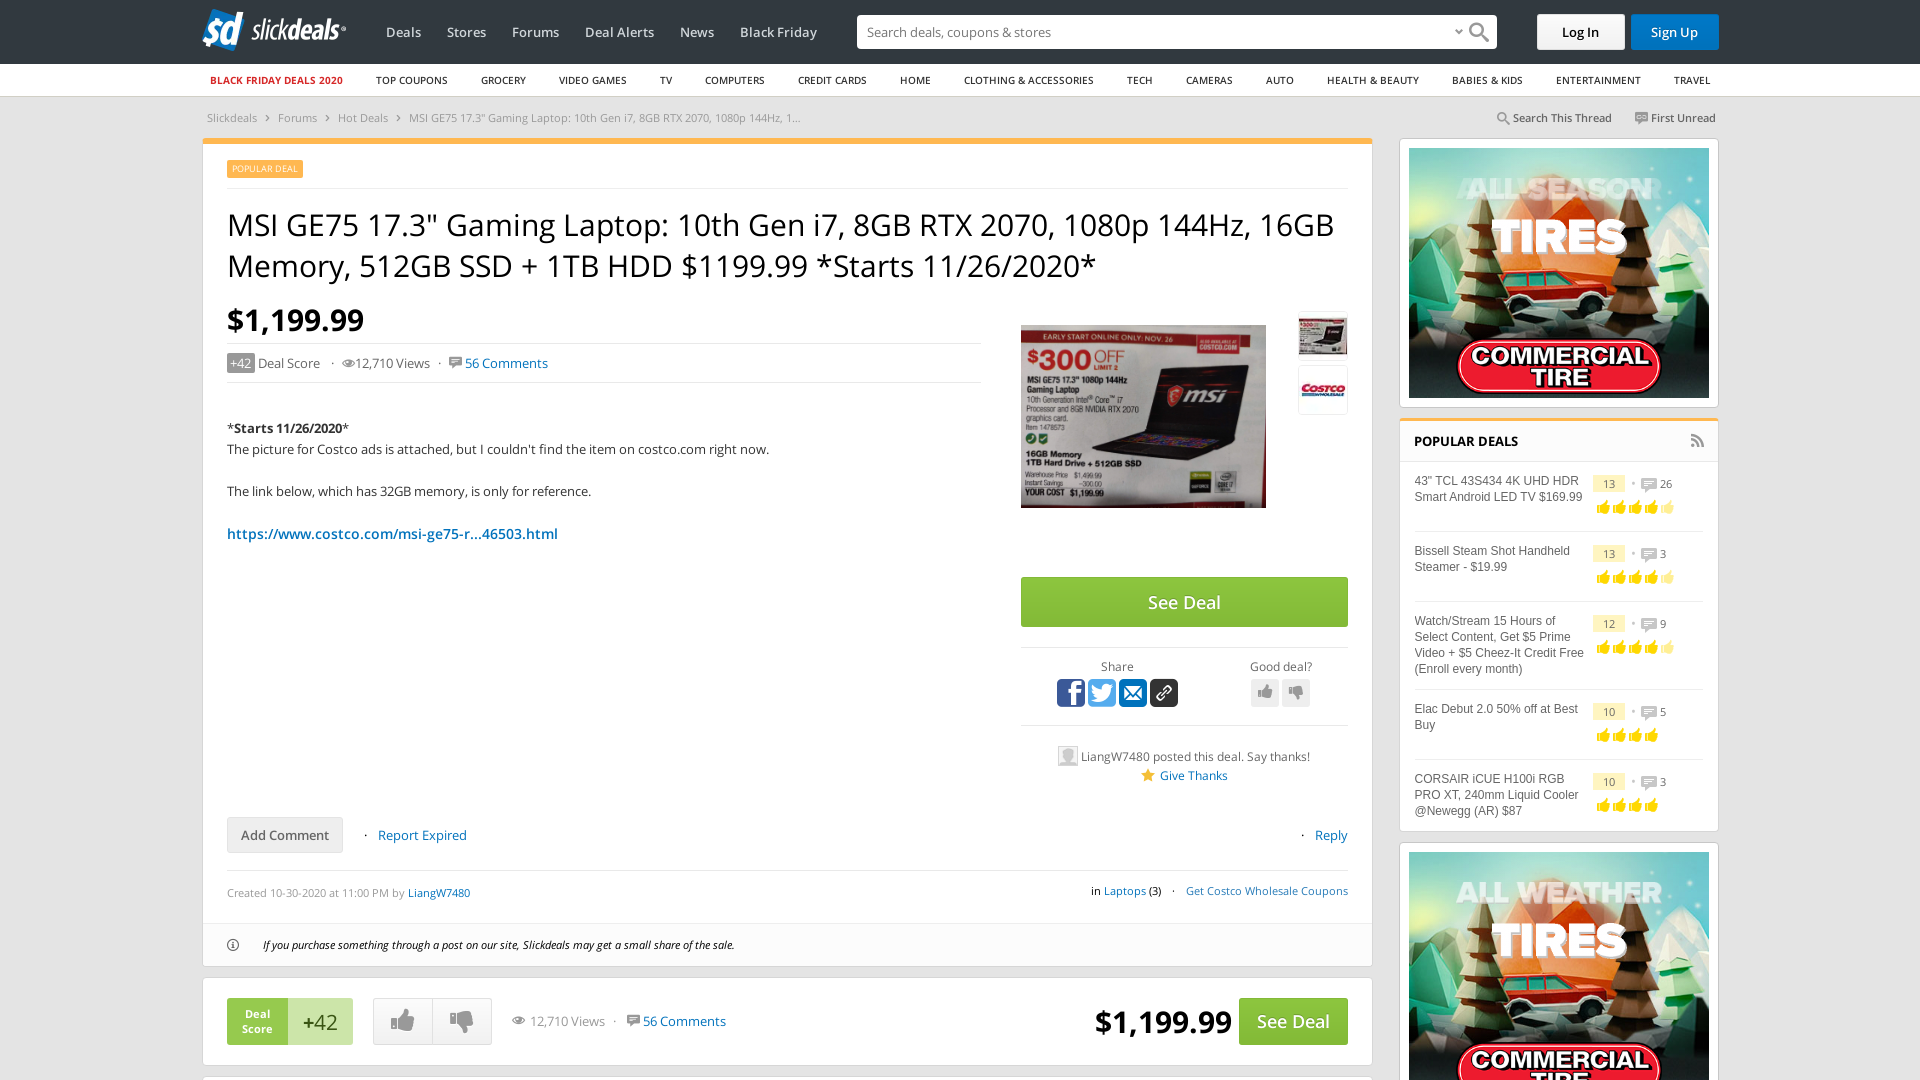 sd slickdeals
Deals Stores Forums Deal Alerts News Black Friday
Search deals, coupons & stores
Log In Sign Up
BLACK FRIDAY DEALS 2020 TOP COUPONS GROCERY VIDEO GAMES TV COMPUTERS CREDIT CARDS HOME CLOTHING & ACCESSORIES TECH CAMERAS AUTO HEALTH & BEAUTY BABIES & KIDS ENTERTAINMENT TRAVEL
Slickdeals › Forums › Hot Deals › MSI GE75 17.3" Gaming Laptop: 10th Gen i7, 8GB RTX 2070, 1080p 144Hz, 1...
Search This Thread First Unread
POPULAR DEAL
MSI GE75 17.3" Gaming Laptop: 10th Gen i7, 8GB RTX 2070, 1080p 144Hz, 16GB
Memory, 512GB SSD + 1TB HDD $1199.99 *Starts 11/26/2020*
$1,199.99
+42 Deal Score · 12,710 Views · 56 Comments
*Starts 11/26/2020*
The picture for Costco ads is attached, but I couldn't find the item on costco.com right now.
The link below, which has 32GB memory, is only for reference.
https://www.costco.com/msi-ge75-r...46503.html
EARLY START ONLINE ONLY: NOV. 26
ALSO AVAILABLE AT COSTCO.COM
$300 OFF
LIMIT 2
MSI GE75 17.3" 1080p 144Hz
Gaming Laptop
10th Generation Intel® Core™ i7
Processor and 8GB NVIDIA RTX 2070
graphics card.
Item 1478573
msi
16GB Memory
1TB Hard Drive + 512GB SSD
Warehouse Price $1,499.99
Instant Savings -300.00
YOUR COST $1,199.99
COSTCO
WHOLESALE
See Deal
Share Good deal?
LiangW7480 posted this deal. Say thanks!
Give Thanks
Add Comment · Report Expired
· Reply
Created 10-30-2020 at 11:00 PM by LiangW7480
in Laptops (3) · Get Costco Wholesale Coupons
If you purchase something through a post on our site, Slickdeals may get a small share of the sale.
Deal
Score
+42
12,710 Views · 56 Comments
$1,199.99 See Deal
ALL SEASON
TIRES
COMMERCIAL
TIRE
POPULAR DEALS
43" TCL 43S434 4K UHD HDR
Smart Android LED TV $169.99
13 • 26
Bissell Steam Shot Handheld
Steamer - $19.99
13 • 3
Watch/Stream 15 Hours of
Select Content, Get $5 Prime
Video + $5 Cheez-It Credit Free
(Enroll every month)
12 • 9
Elac Debut 2.0 50% off at Best
Buy
10 • 5
CORSAIR iCUE H100i RGB
PRO XT, 240mm Liquid Cooler
@Newegg (AR) $87
10 • 3
ALL WEATHER
TIRES
COMMERCIAL
TIRE